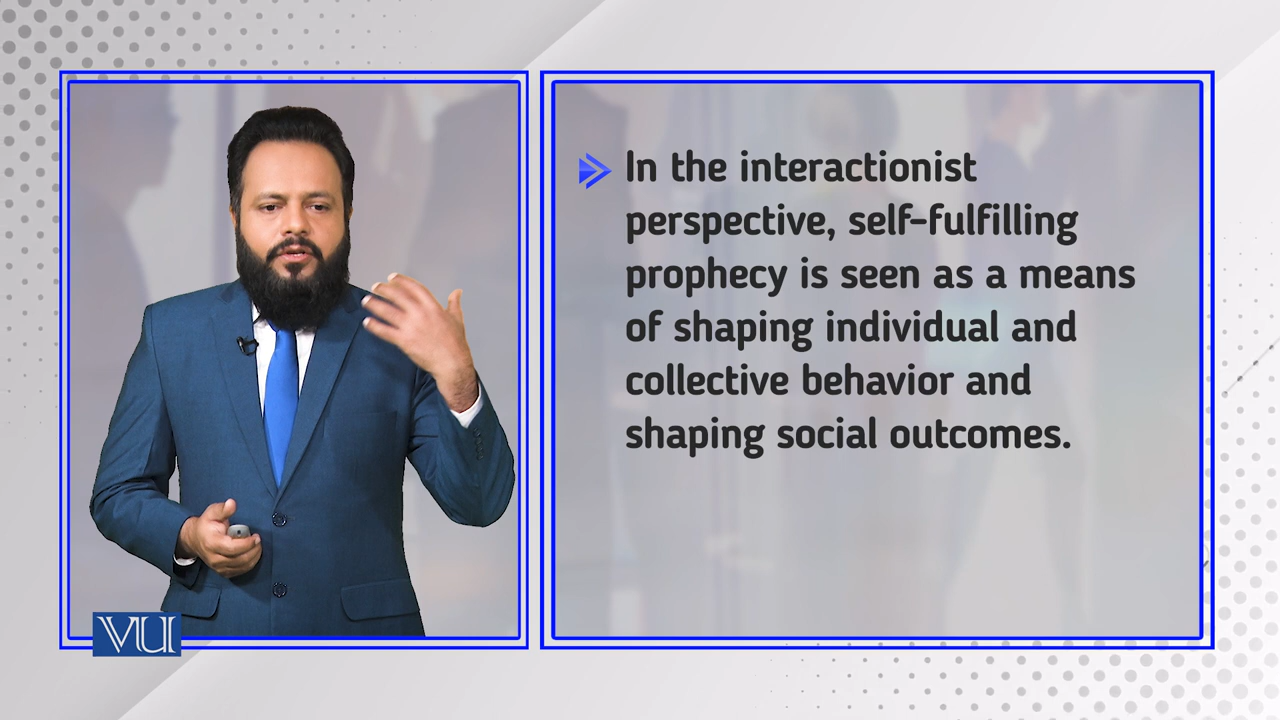 In the interactionist
perspective, self-fulfilling
prophecy is seen as a means
of shaping individual and
collective behavior and
shaping social outcomes.
VU